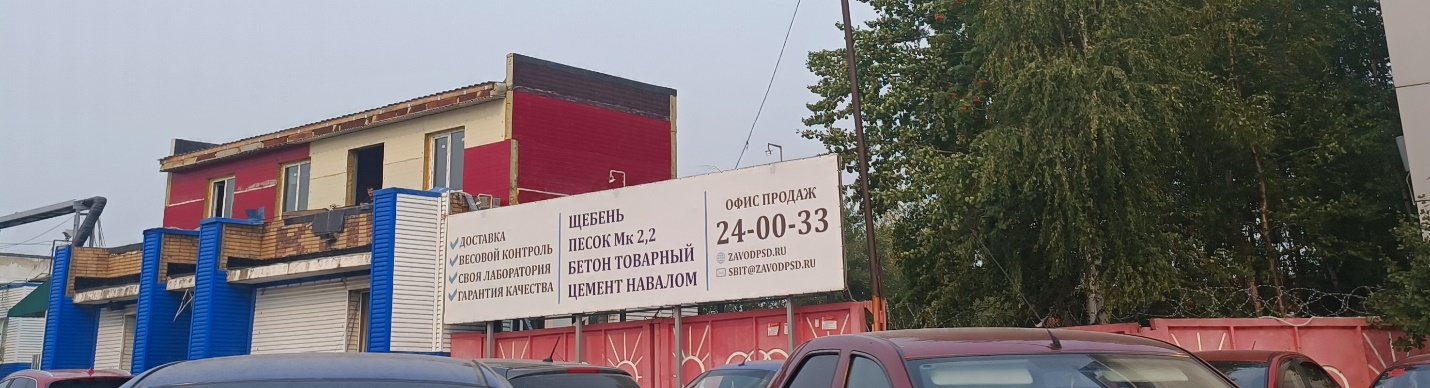 ДОСТАВКА
ВЕСОВОЙ КОНТРОЛЬ
СВОЯ ЛАБОРАТОРИЯ
ГАРАНТИЯ КАЧЕСТВА
ЩЕБЕНЬ
ПЕСОК Мк 2,2
БЕТОН ТОВАРНЫЙ
ЦЕМЕНТ НАВАЛОМ
ОФИС ПРОДАЖ
24-00-33
ZAVODPSD.RU
SBIT@ZAVODPSD.RU